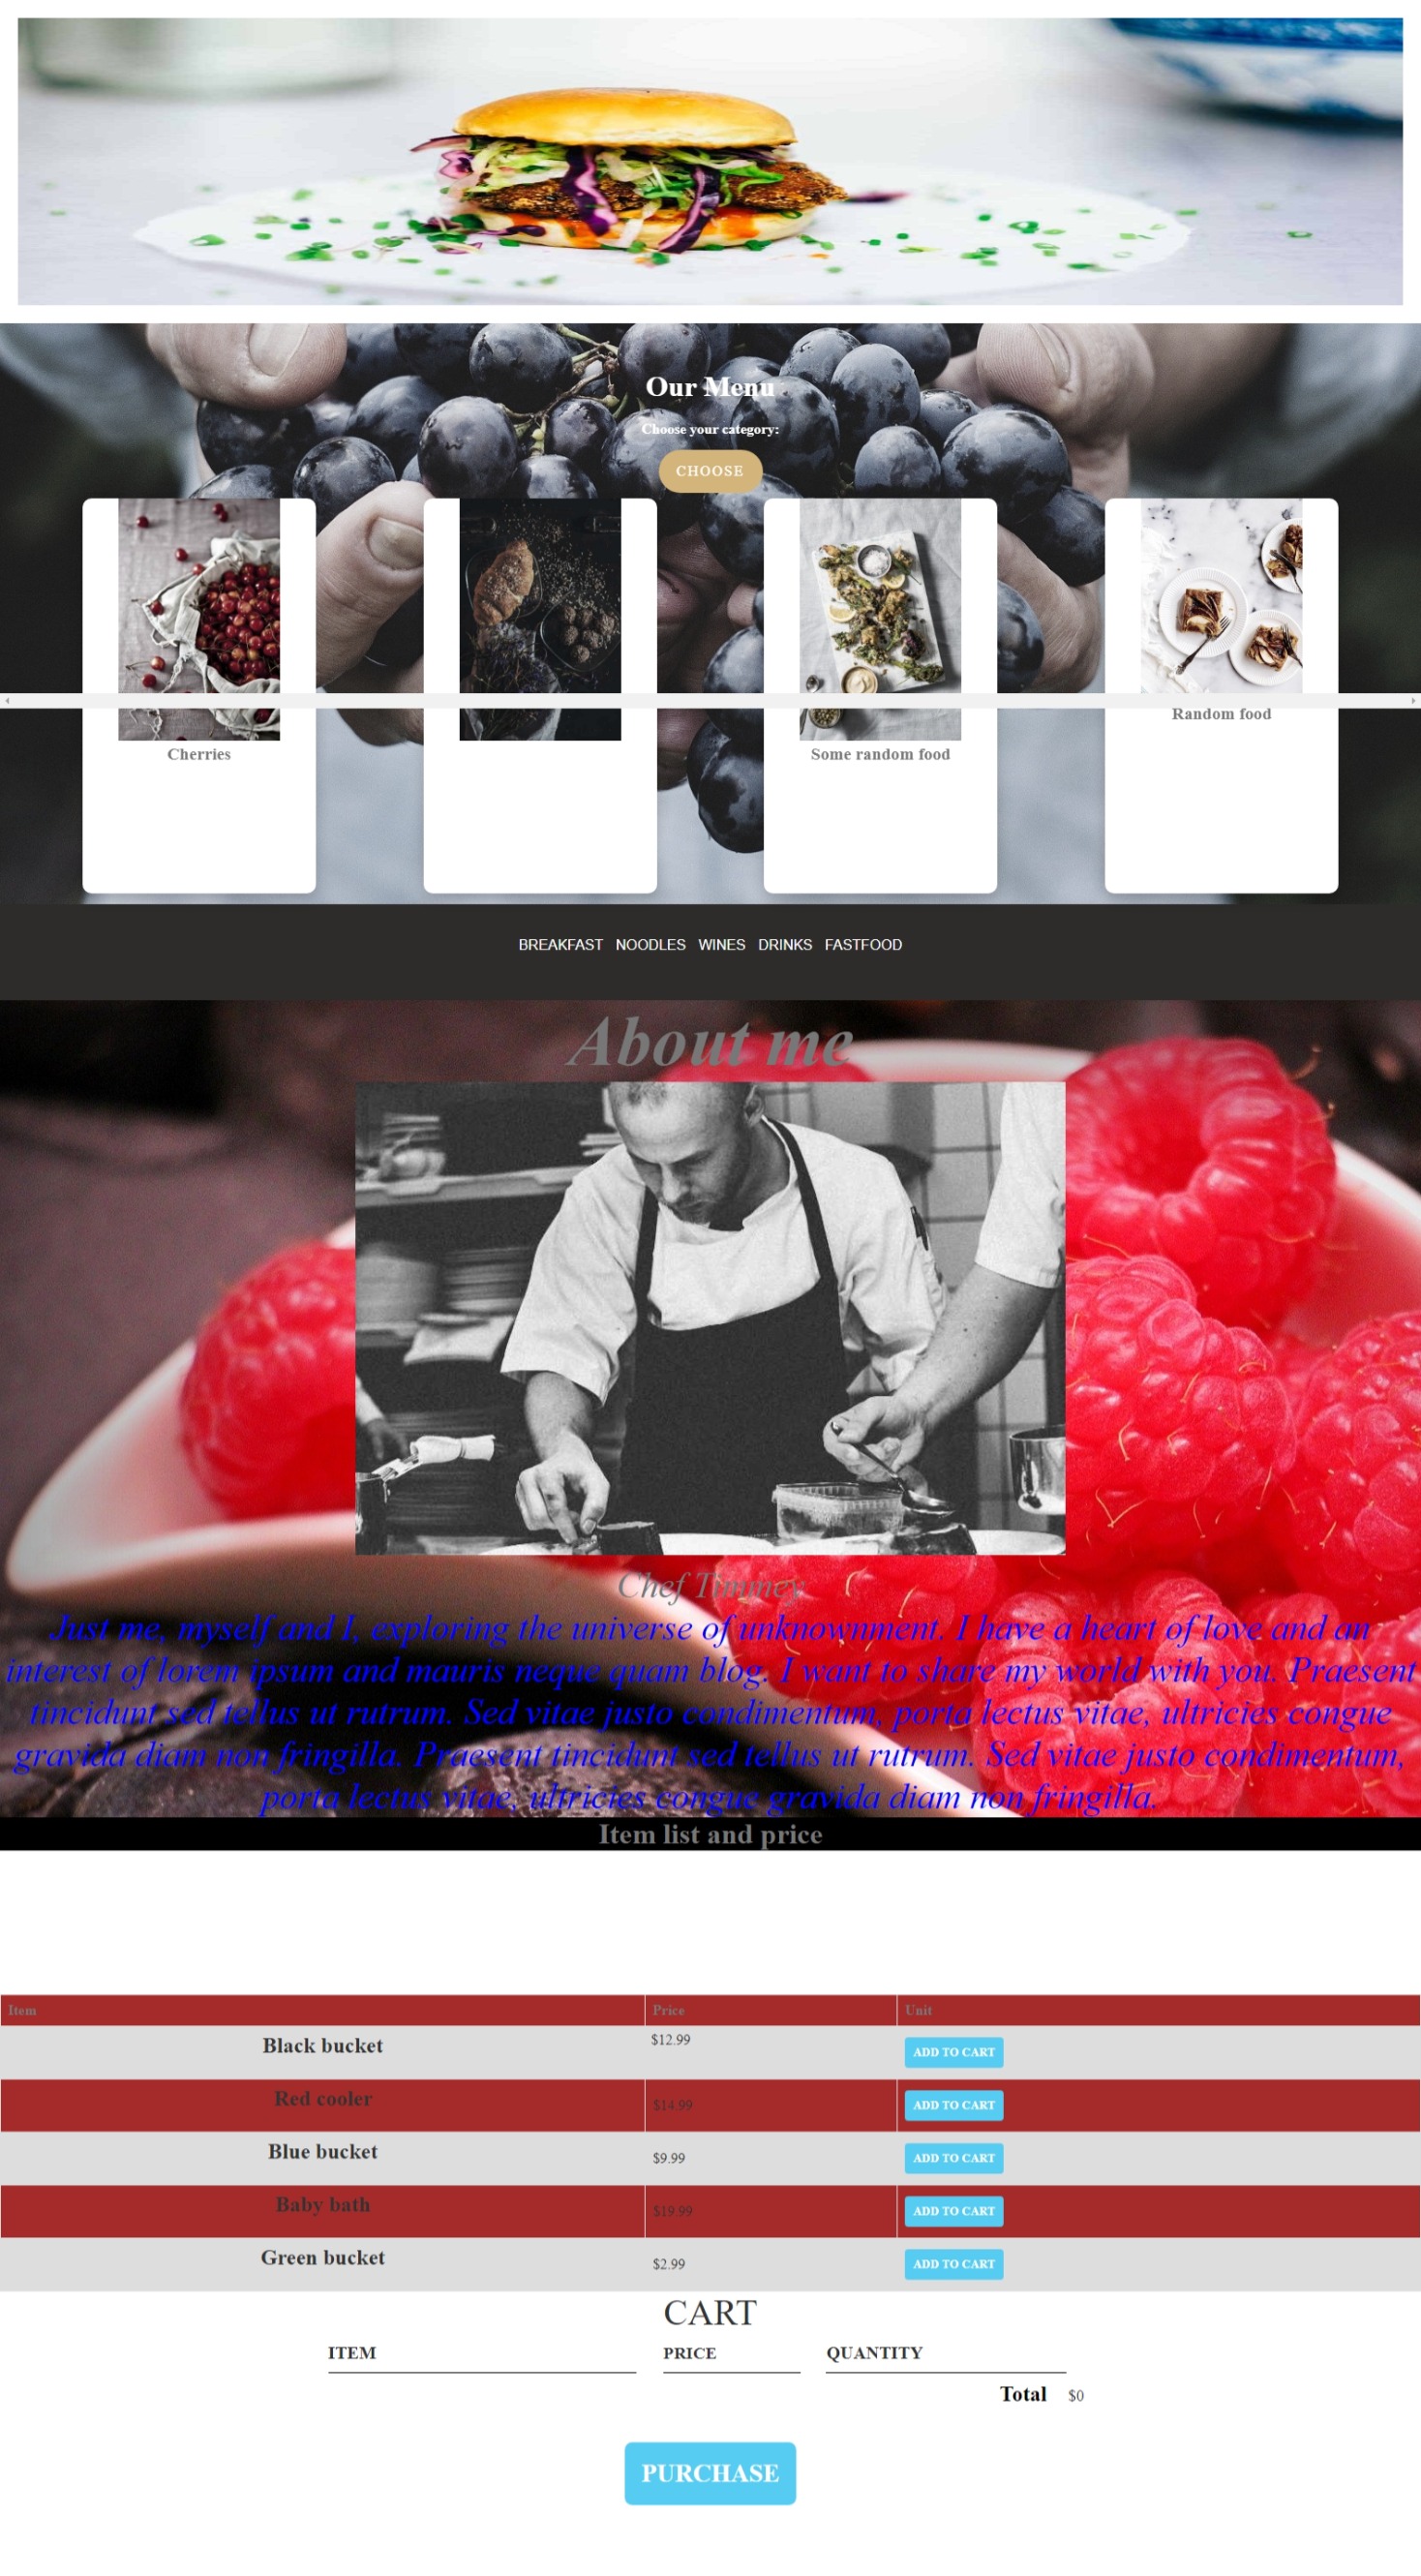 Our Menu
Choose your category:
CHOOSE
Random food
Cherries
Some random food
BREAKFAST NOODLES WINES DRINKS FASTFOOD
About me
Chef Timmey
Just me, myself and I, exploring the universe of unknownment. I have a heart of love and an
interest of lorem ipsum and mauris neque quam blog. I want to share my world with you. Praesent
tincidunt sed tellus ut rutrum. Sed vitae justo condimentum, porta lectus vitae, ultricies congue
gravida diam non fringilla. Praesent tincidunt sed tellus ut rutrum. Sed vitae justo condimentum,
porta lectus vitae, ultricies congue gravida diam non fringilla.
Item list and price
Item Price Unit
Black bucket $12.99 ADD TO CART
Red cooler $14.99 ADD TO CART
Blue bucket $9.99 ADD TO CART
Baby bath $19.99 ADD TO CART
Green bucket $2.99 ADD TO CART
CART
ITEM PRICE QUANTITY
Total $0
PURCHASE